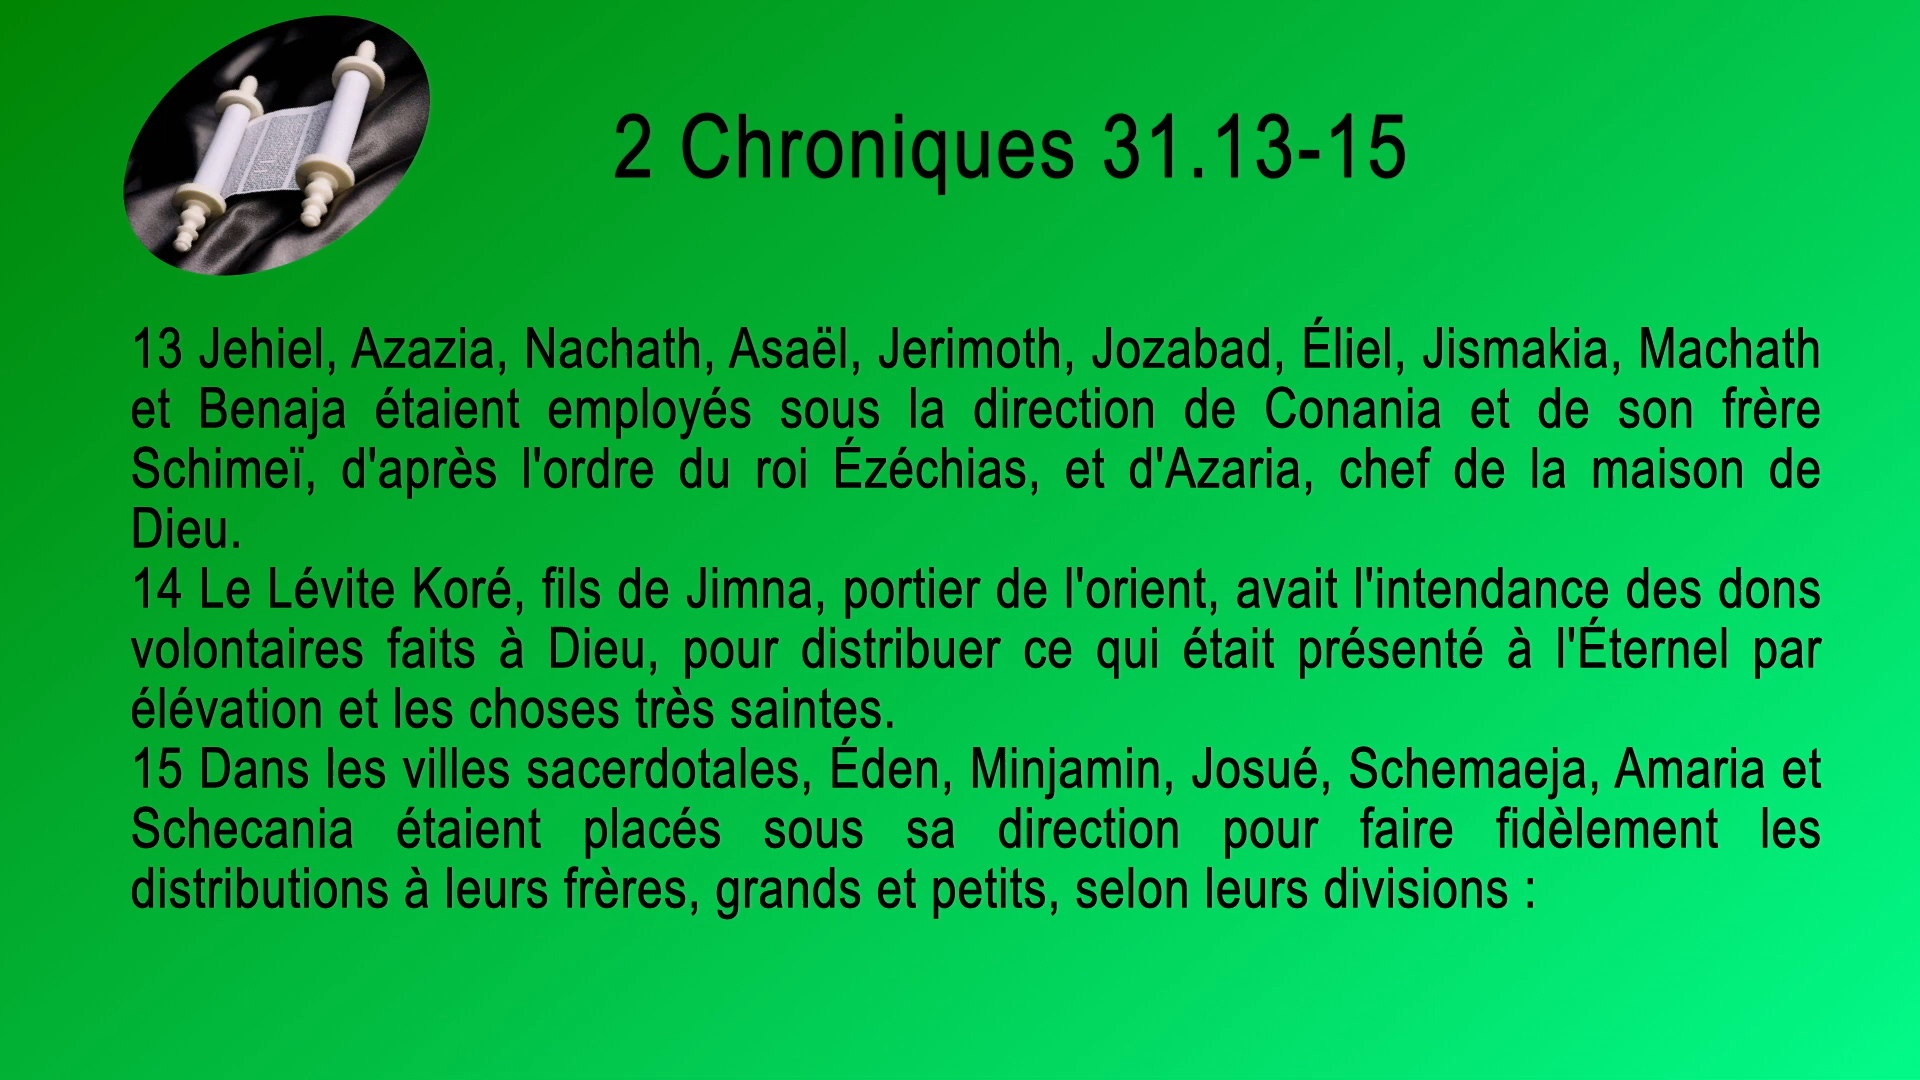 2 Chroniques 31.13-15
13 Jehiel, Azazia, Nachath, Asaël, Jerimoth, Jozabad, Éliel, Jismakia, Machath
et Benaja étaient employés sous la direction de Conania et de son frère
Schimeï, d'après l'ordre du roi Ézéchias, et d'Azaria, chef de la maison de
Dieu.
14 Le Lévite Koré, fils de Jimna, portier de l'orient, avait l'intendance des dons
volontaires faits à Dieu, pour distribuer ce qui était présenté à l'Éternel par
élévation et les choses très saintes.
15 Dans les villes sacerdotales, Éden, Minjamin, Josué, Schemaeja, Amaria et
Schecania étaient placés sous sa direction pour faire fidèlement les
distributions à leurs frères, grands et petits, selon leurs divisions :